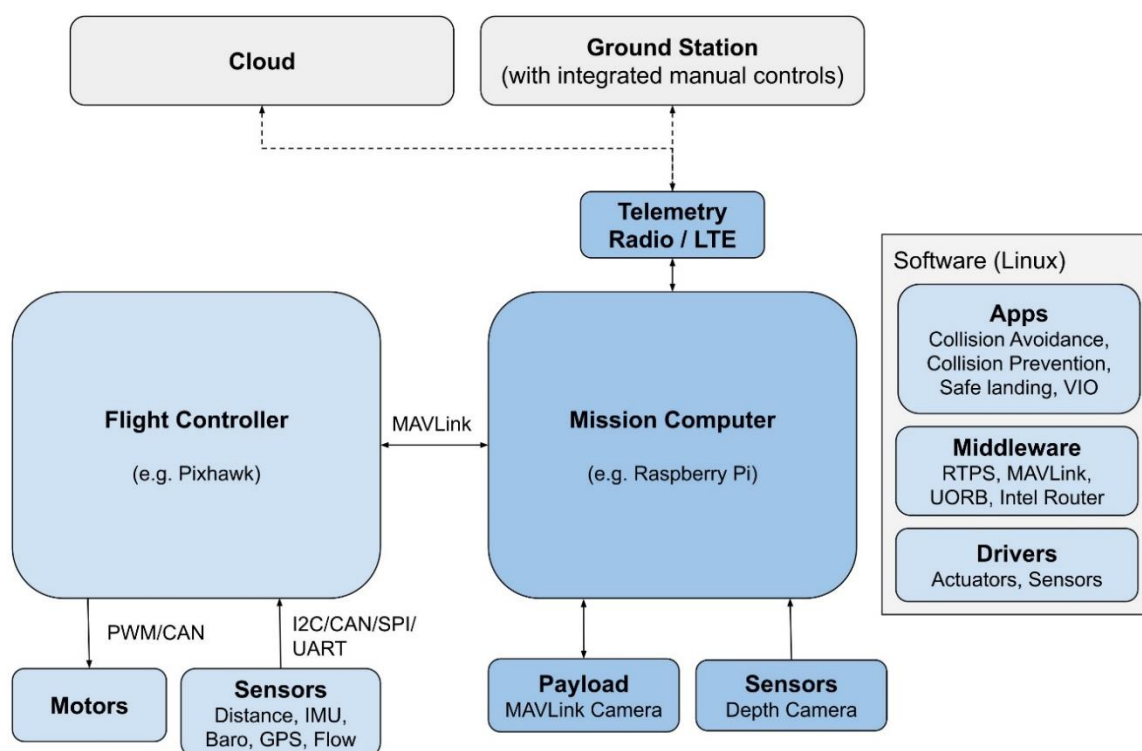 Cloud
Ground Station
(with integrated manual controls)
Telemetry
Radio / LTE
Flight Controller
(e.g. Pixhawk)
MAVLink
Mission Computer
(e.g. Raspberry Pi)
Software (Linux)
Apps
Collision Avoidance,
Collision Prevention,
Safe landing, VIO
Middleware
RTPS, MAVLink,
UORB, Intel Router
Drivers
Actuators, Sensors
PWM/CAN
I2C/CAN/SPI/
UART
Motors
Sensors
Distance, IMU,
Baro, GPS, Flow
Payload
MAVLink Camera
Sensors
Depth Camera